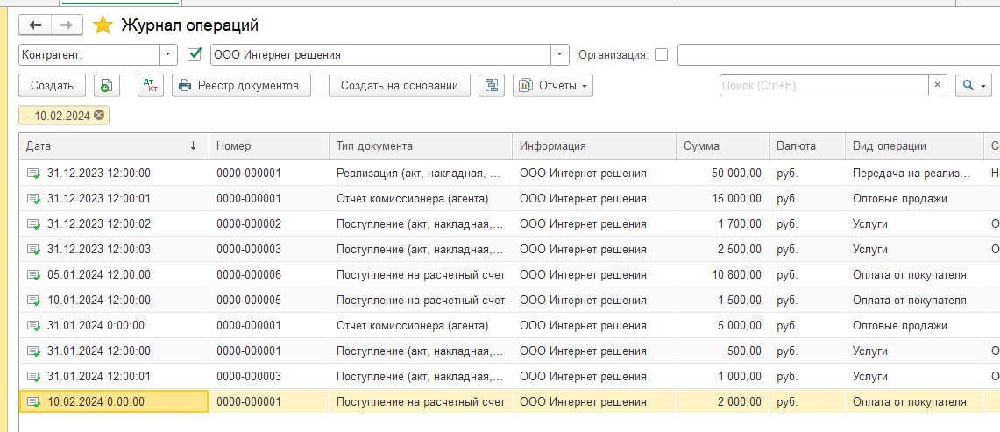 Журнал операций
Контрагент: ООО Интернет решения Организация:
Создать Дт Кт Реестр документов Создать на основании Отчеты Поиск (Ctrl+F) ×
- 10.02.2024
Дата ↓ Номер Тип документа Информация Сумма Валюта Вид операции С
31.12.2023 12:00:00 0000-000001 Реализация (акт, накладная, ... ООО Интернет решения 50 000,00 руб. Передача на реализ... Н
31.12.2023 12:00:01 0000-000001 Отчет комиссионера (агента) ООО Интернет решения 15 000,00 руб. Оптовые продажи
31.12.2023 12:00:02 0000-000002 Поступление (акт, накладная,... ООО Интернет решения 1 700,00 руб. Услуги О
31.12.2023 12:00:03 0000-000003 Поступление (акт, накладная,... ООО Интернет решения 2 500,00 руб. Услуги О
05.01.2024 12:00:00 0000-000006 Поступление на расчетный счет ООО Интернет решения 10 800,00 руб. Оплата от покупателя
10.01.2024 12:00:00 0000-000005 Поступление на расчетный счет ООО Интернет решения 1 500,00 руб. Оплата от покупателя
31.01.2024 0:00:00 0000-000001 Отчет комиссионера (агента) ООО Интернет решения 5 000,00 руб. Оптовые продажи
31.01.2024 12:00:00 0000-000001 Поступление (акт, накладная,... ООО Интернет решения 500,00 руб. Услуги О
31.01.2024 12:00:01 0000-000003 Поступление (акт, накладная,... ООО Интернет решения 1 000,00 руб. Услуги О
10.02.2024 0:00:00 0000-000001 Поступление на расчетный счет ООО Интернет решения 2 000,00 руб. Оплата от покупателя